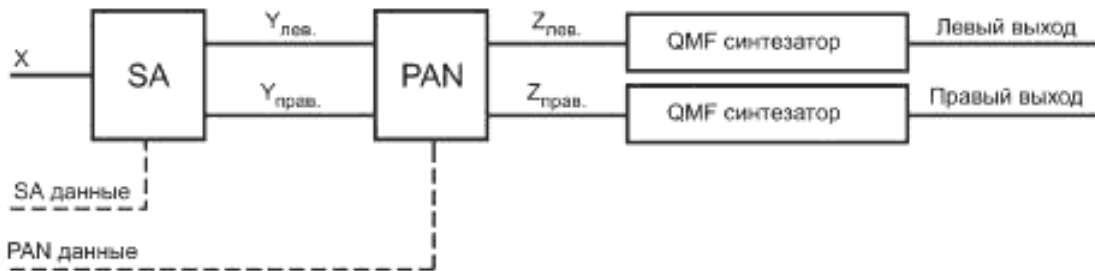 X
SA
Yлев.
Yправ.
PAN
Zлев.
Zправ.
QMF синтезатор
QMF синтезатор
Левый выход
Правый выход
SA данные
PAN данные